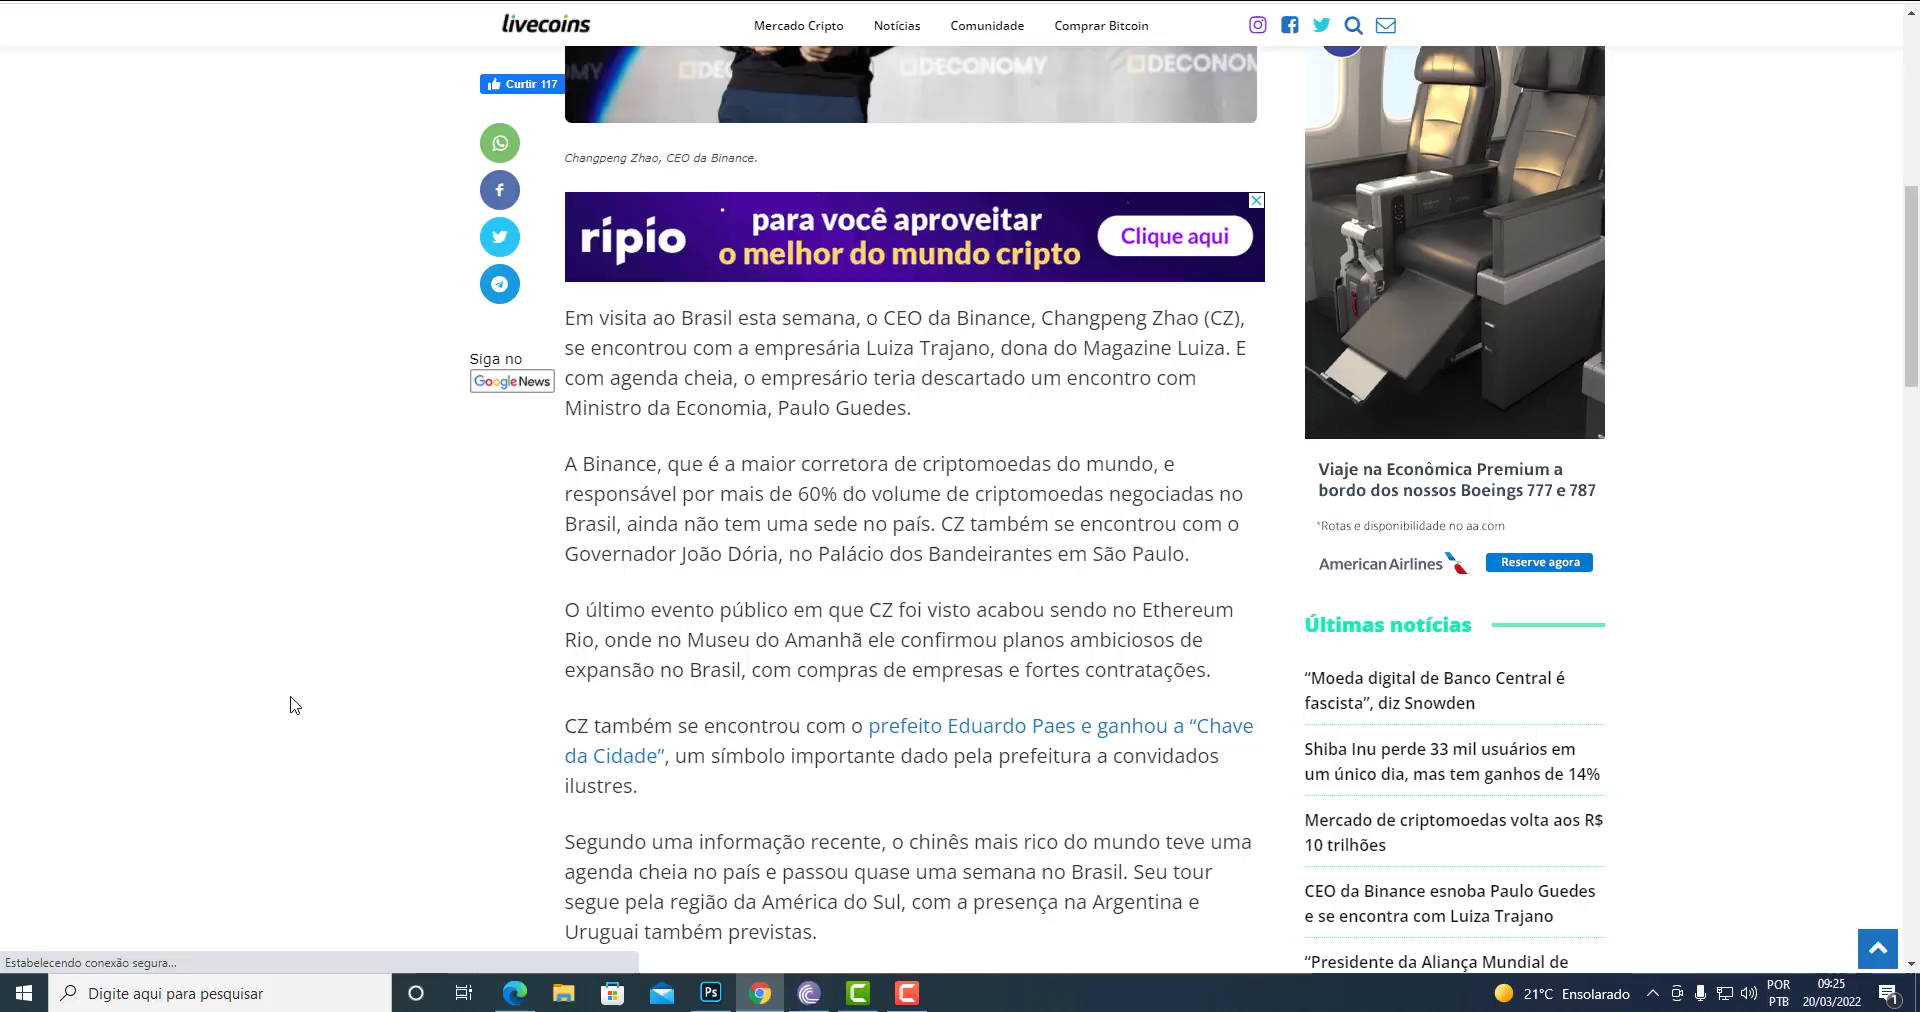 livecoins
Mercado Cripto
Notícias
Comunidade
Comprar Bitcoin
DECONOMY
DECONOM
Curtir 117
Changpeng Zhao, CEO da Binance.
ripio
para você aproveitar
o melhor do mundo cripto
Clique aqui
Siga no
Google News
Em visita ao Brasil esta semana, o CEO da Binance, Changpeng Zhao (CZ),
se encontrou com a empresária Luiza Trajano, dona do Magazine Luiza. E
com agenda cheia, o empresário teria descartado um encontro com
Ministro da Economia, Paulo Guedes.
A Binance, que é a maior corretora de criptomoedas do mundo, e
responsável por mais de 60% do volume de criptomoedas negociadas no
Brasil, ainda não tem uma sede no país. CZ também se encontrou com o
Governador João Dória, no Palácio dos Bandeirantes em São Paulo.
O último evento público em que CZ foi visto acabou sendo no Ethereum
Rio, onde no Museu do Amanhã ele confirmou planos ambiciosos de
expansão no Brasil, com compras de empresas e fortes contratações.
CZ também se encontrou com o prefeito Eduardo Paes e ganhou a “Chave
da Cidade”, um símbolo importante dado pela prefeitura a convidados
ilustres.
Segundo uma informação recente, o chinês mais rico do mundo teve uma
agenda cheia no país e passou quase uma semana no Brasil. Seu tour
segue pela região da América do Sul, com a presença na Argentina e
Uruguai também previstas.
Viaje na Econômica Premium a
bordo dos nossos Boeings 777 e 787
*Rotas e disponibilidade no aa.com
American Airlines
Reserve agora
Últimas notícias
“Moeda digital de Banco Central é
fascista”, diz Snowden
Shiba Inu perde 33 mil usuários em
um único dia, mas tem ganhos de 14%
Mercado de criptomoedas volta aos R$
10 trilhões
CEO da Binance esnoba Paulo Guedes
e se encontra com Luiza Trajano
“Presidente da Aliança Mundial de
Estabelecendo conexão segura...
Digite aqui para pesquisar
Ps
21°C Ensolarado
POR
PTB
09:25
20/03/2022
1